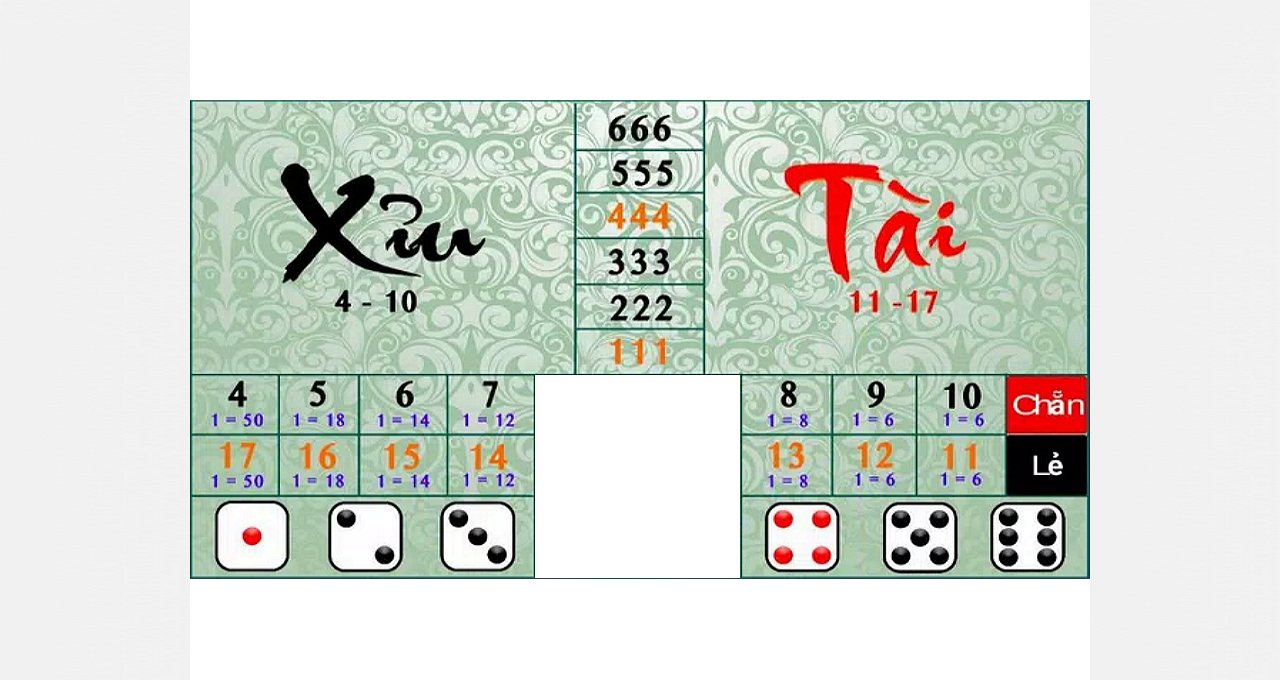 Xỉu
4 - 10
666
555
444
333
222
111
Tài
11 -17
4 5 6 7
1 = 50 1 = 18 1 = 14 1 = 12
17 16 15 14
1 = 50 1 = 18 1 = 14 1 = 12
8 9 10 Chẵn
1 = 8 1 = 6 1 = 6
13 12 11 Lẻ
1 = 8 1 = 6 1 = 6